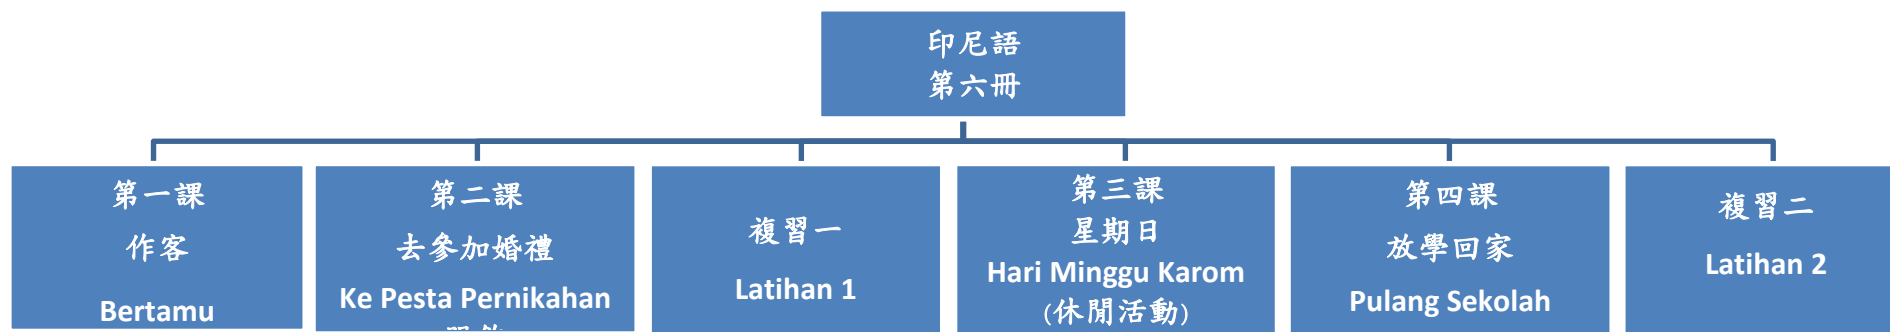 印尼語
第六冊
第一課
作客
Bertamu
第二課
去參加婚禮
Ke Pesta Pernikahan
複習一
Latihan 1
第三課
星期日
Hari Minggu Karom
(休閒活動)
第四課
放學回家
Pulang Sekolah
複習二
Latihan 2